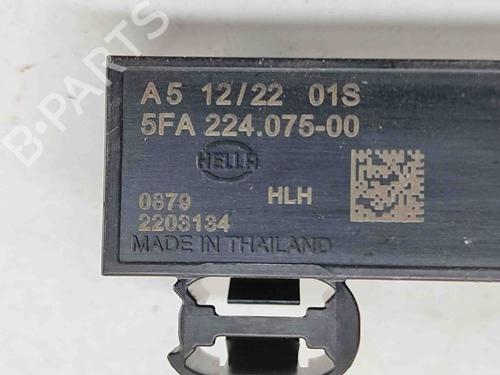 A5 12/22 01S
5FA 224.075-00
HELLA
HLH
0879
2203134
MADE IN THAILAND
B-PARTS